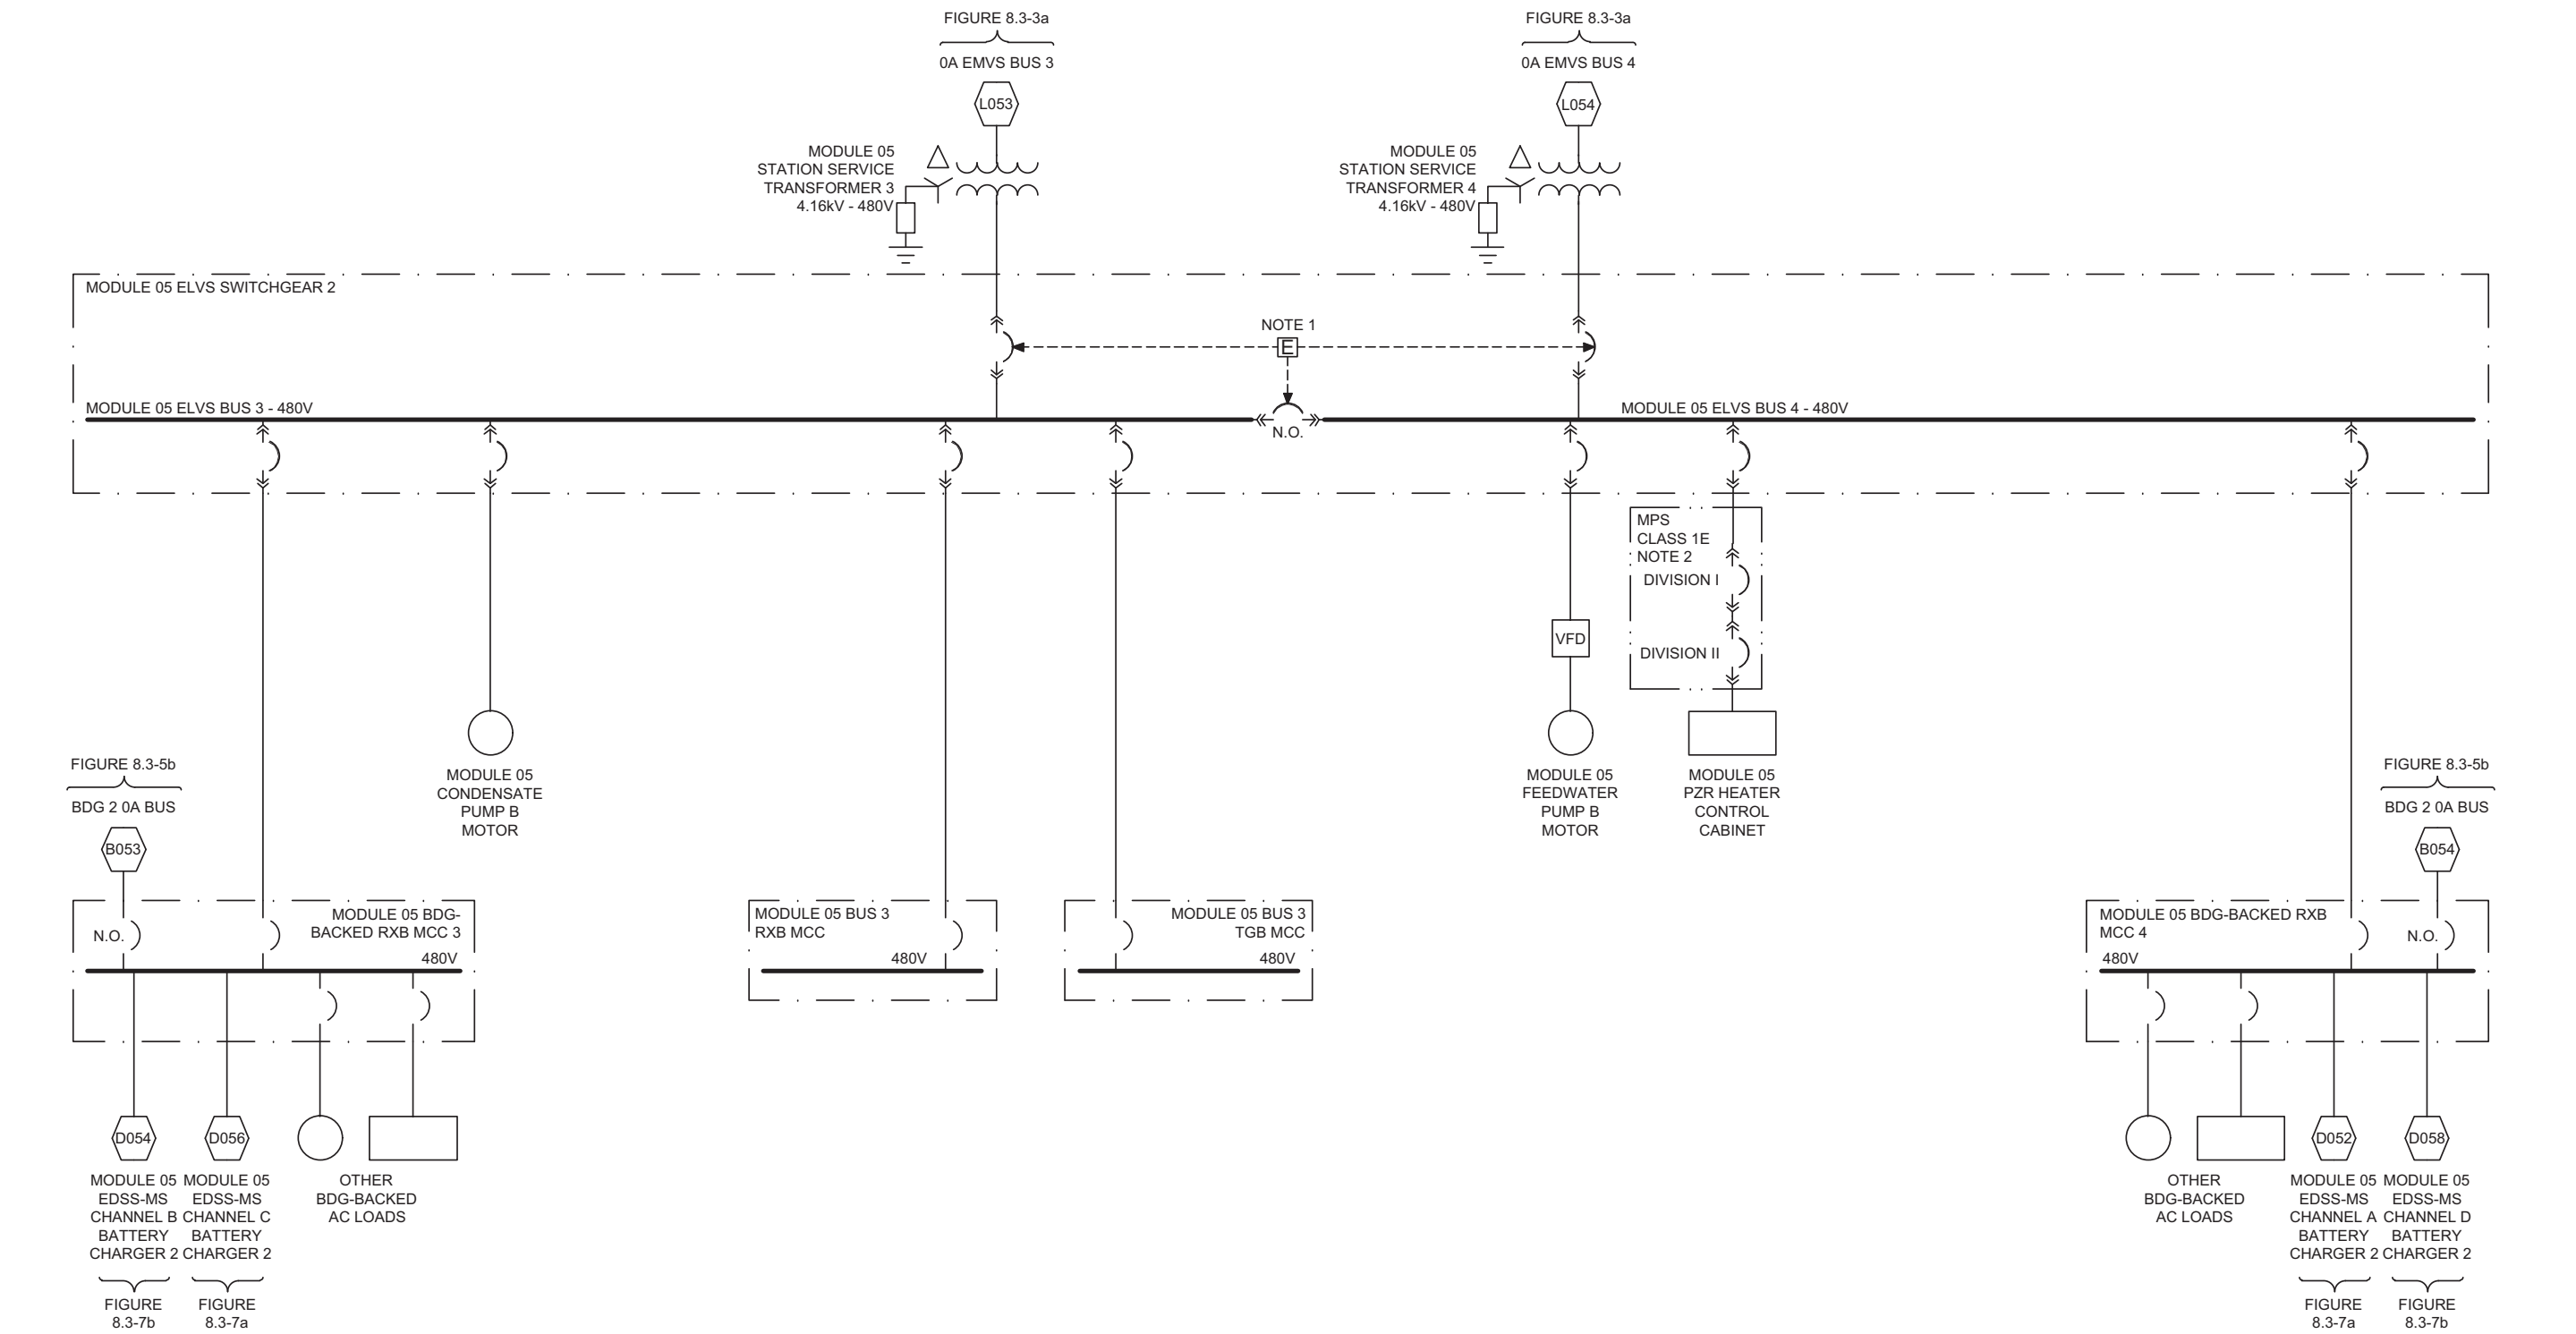 FIGURE 8.3-3a
0A EMVS BUS 3
L053
MODULE 05
STATION SERVICE
TRANSFORMER 3
4.16kV - 480V
FIGURE 8.3-3a
0A EMVS BUS 4
L054
MODULE 05
STATION SERVICE
TRANSFORMER 4
4.16kV - 480V
MODULE 05 ELVS SWITCHGEAR 2
NOTE 1
E
MODULE 05 ELVS BUS 3 - 480V
N.O.
MODULE 05 ELVS BUS 4 - 480V
MPS
CLASS 1E
NOTE 2
DIVISION I
DIVISION II
VFD
MODULE 05
CONDENSATE
PUMP B
MOTOR
MODULE 05
FEEDWATER
PUMP B
MOTOR
MODULE 05
PZR HEATER
CONTROL
CABINET
FIGURE 8.3-5b
BDG 2 0A BUS
B053
N.O.
MODULE 05 BDG-
BACKED RXB MCC 3
480V
MODULE 05 BUS 3
RXB MCC
480V
MODULE 05 BUS 3
TGB MCC
480V
FIGURE 8.3-5b
BDG 2 0A BUS
B054
MODULE 05 BDG-BACKED RXB
MCC 4
N.O.
480V
D054
MODULE 05
EDSS-MS
CHANNEL B
BATTERY
CHARGER 2
FIGURE
8.3-7b
D056
MODULE 05
EDSS-MS
CHANNEL C
BATTERY
CHARGER 2
FIGURE
8.3-7a
OTHER
BDG-BACKED
AC LOADS
OTHER
BDG-BACKED
AC LOADS
D052
MODULE 05
EDSS-MS
CHANNEL A
BATTERY
CHARGER 2
FIGURE
8.3-7a
D058
MODULE 05
EDSS-MS
CHANNEL D
BATTERY
CHARGER 2
FIGURE
8.3-7b